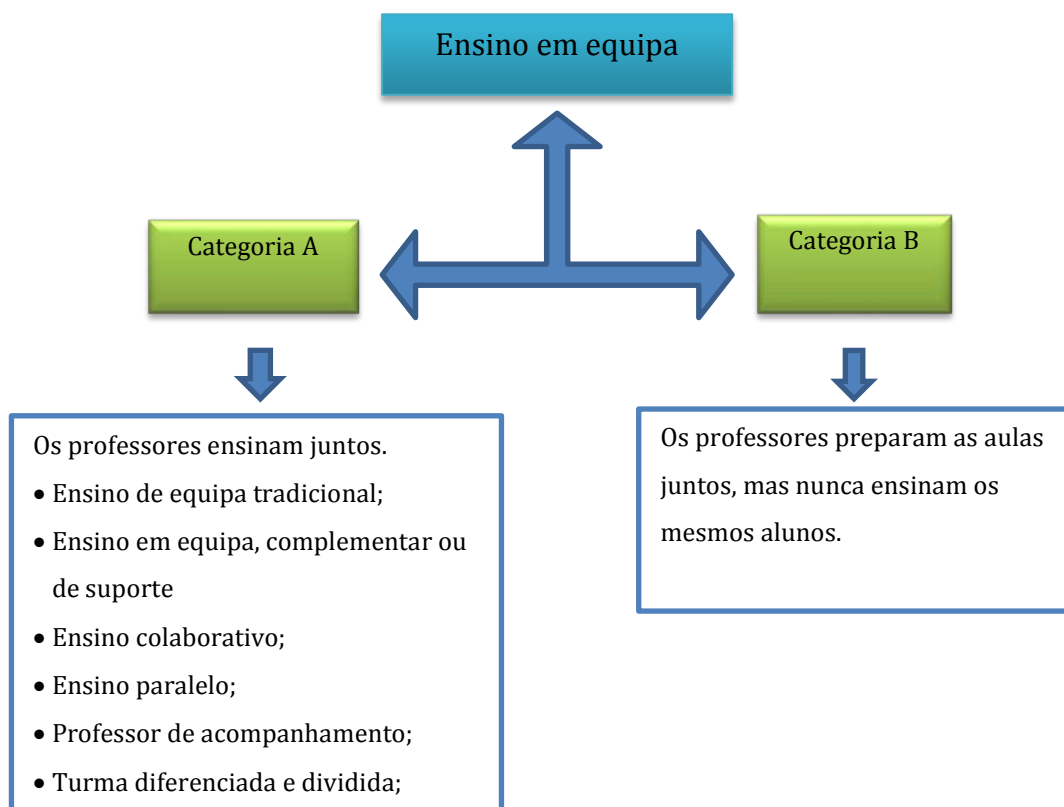 Ensino em equipa
Categoria A
Categoria B
Os professores ensinam juntos.
• Ensino de equipa tradicional;
• Ensino em equipa, complementar ou
de suporte
• Ensino colaborativo;
• Ensino paralelo;
• Professor de acompanhamento;
• Turma diferenciada e dividida;
Os professores preparam as aulas
juntos, mas nunca ensinam os
mesmos alunos.